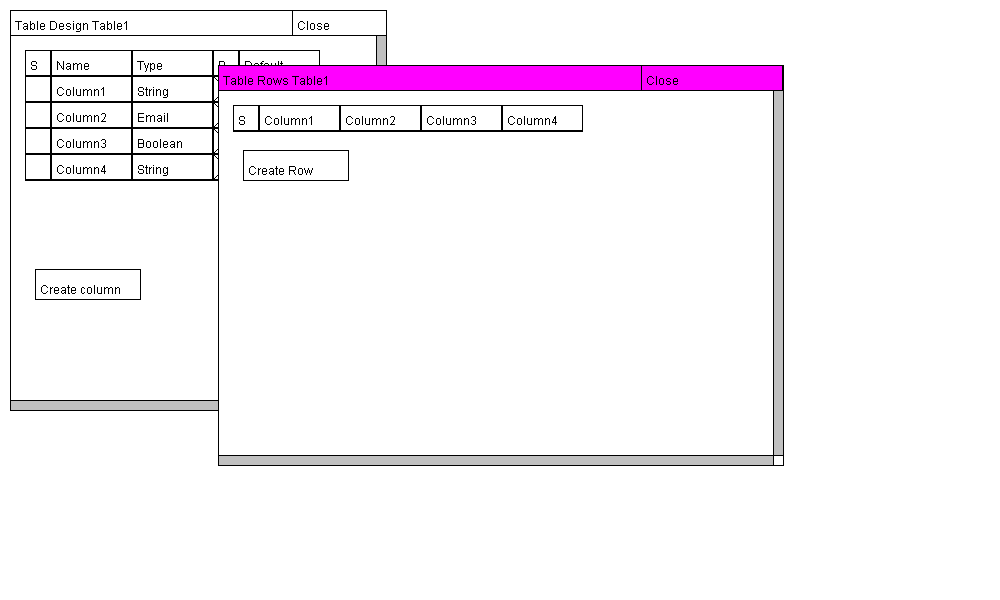 Table Design Table1 Close
S Name Type
Column1 String
Column2 Email
Column3 Boolean
Column4 String
Create column
Table Rows Table1 Close
S Column1 Column2 Column3 Column4
Create Row